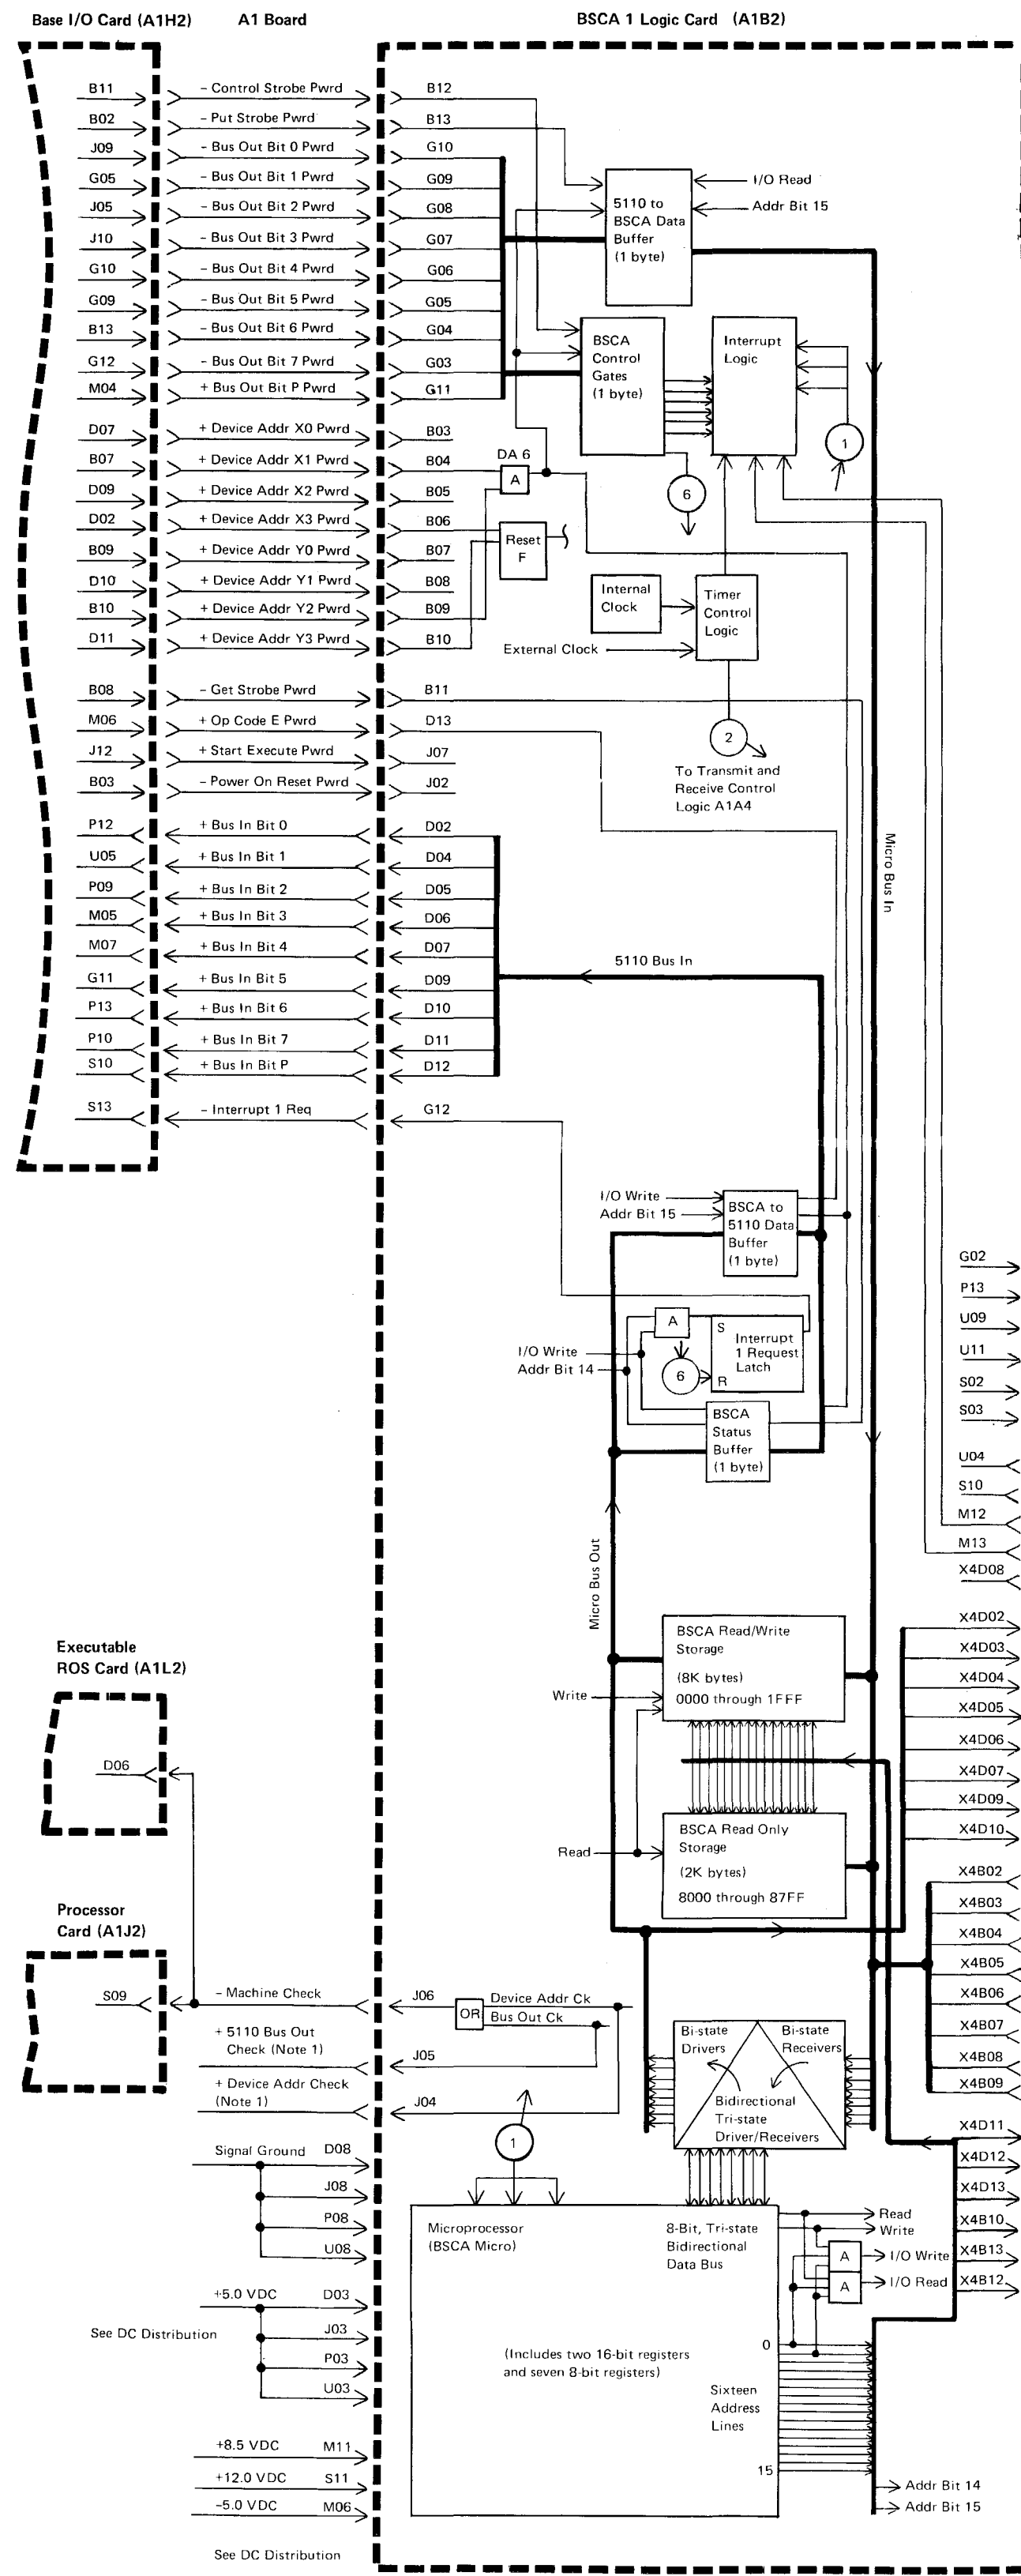 Base I/O Card (A1H2) A1 Board BSCA 1 Logic Card (A1B2)
B11 − Control Strobe Pwrd B12
B02 − Put Strobe Pwrd B13
J09 − Bus Out Bit 0 Pwrd G10
G05 − Bus Out Bit 1 Pwrd G09
J05 − Bus Out Bit 2 Pwrd G08
J10 − Bus Out Bit 3 Pwrd G07
G10 − Bus Out Bit 4 Pwrd G06
G09 − Bus Out Bit 5 Pwrd G05
B13 − Bus Out Bit 6 Pwrd G04
G12 − Bus Out Bit 7 Pwrd G03
M04 + Bus Out Bit P Pwrd G11
D07 + Device Addr X0 Pwrd B03
B07 + Device Addr X1 Pwrd B04
D09 + Device Addr X2 Pwrd B05
D02 + Device Addr X3 Pwrd B06
B09 + Device Addr Y0 Pwrd B07
D10 + Device Addr Y1 Pwrd B08
B10 + Device Addr Y2 Pwrd B09
D11 + Device Addr Y3 Pwrd B10
B08 − Get Strobe Pwrd B11
M06 + Op Code E Pwrd D13
J12 + Start Execute Pwrd J07
B03 − Power On Reset Pwrd J02
P12 + Bus In Bit 0 D02
U05 + Bus In Bit 1 D04
P09 + Bus In Bit 2 D05
M05 + Bus In Bit 3 D06
M07 + Bus In Bit 4 D07
G11 + Bus In Bit 5 D09
P13 + Bus In Bit 6 D10
P10 + Bus In Bit 7 D11
S10 + Bus In Bit P D12
S13 − Interrupt 1 Req G12
5110 to
BSCA Data
Buffer
(1 byte)
I/O Read
Addr Bit 15
BSCA
Control
Gates
(1 byte)
Interrupt
Logic
1
6
DA 6
A
Reset
F
Internal
Clock
Timer
Control
Logic
External Clock
2
To Transmit and
Receive Control
Logic A1A4
Micro Bus In
5110 Bus In
I/O Write
Addr Bit 15
BSCA to
5110 Data
Buffer
(1 byte)
A
S
Interrupt
1 Request
Latch
R
6
I/O Write
Addr Bit 14
BSCA
Status
Buffer
(1 byte)
Micro Bus Out
G02
P13
U09
U11
S02
S03
U04
S10
M12
M13
X4D08
X4D02
X4D03
X4D04
X4D05
X4D06
X4D07
X4D09
X4D10
X4B02
X4B03
X4B04
X4B05
X4B06
X4B07
X4B08
X4B09
X4D11
X4D12
X4D13
X4B10
X4B13
X4B12
BSCA Read/Write
Storage
(8K bytes)
0000 through 1FFF
Write
BSCA Read Only
Storage
(2K bytes)
8000 through 87FF
Read
Executable
ROS Card (A1L2)
D06
Processor
Card (A1J2)
S09
− Machine Check J06
OR
Device Addr Ck
Bus Out Ck
+ 5110 Bus Out
Check (Note 1)
J05
+ Device Addr Check
(Note 1)
J04
Bi-state
Drivers
Bi-state
Receivers
Bidirectional
Tri-state
Driver/Receivers
1
Signal Ground D08
J08
P08
U08
+5.0 VDC D03
See DC Distribution
J03
P03
U03
+8.5 VDC M11
+12.0 VDC S11
−5.0 VDC M06
See DC Distribution
Microprocessor
(BSCA Micro)
8-Bit, Tri-state
Bidirectional
Data Bus
Read
Write
A
I/O Write
A
I/O Read
(Includes two 16-bit registers
and seven 8-bit registers)
0
Sixteen
Address
Lines
15
Addr Bit 14
Addr Bit 15